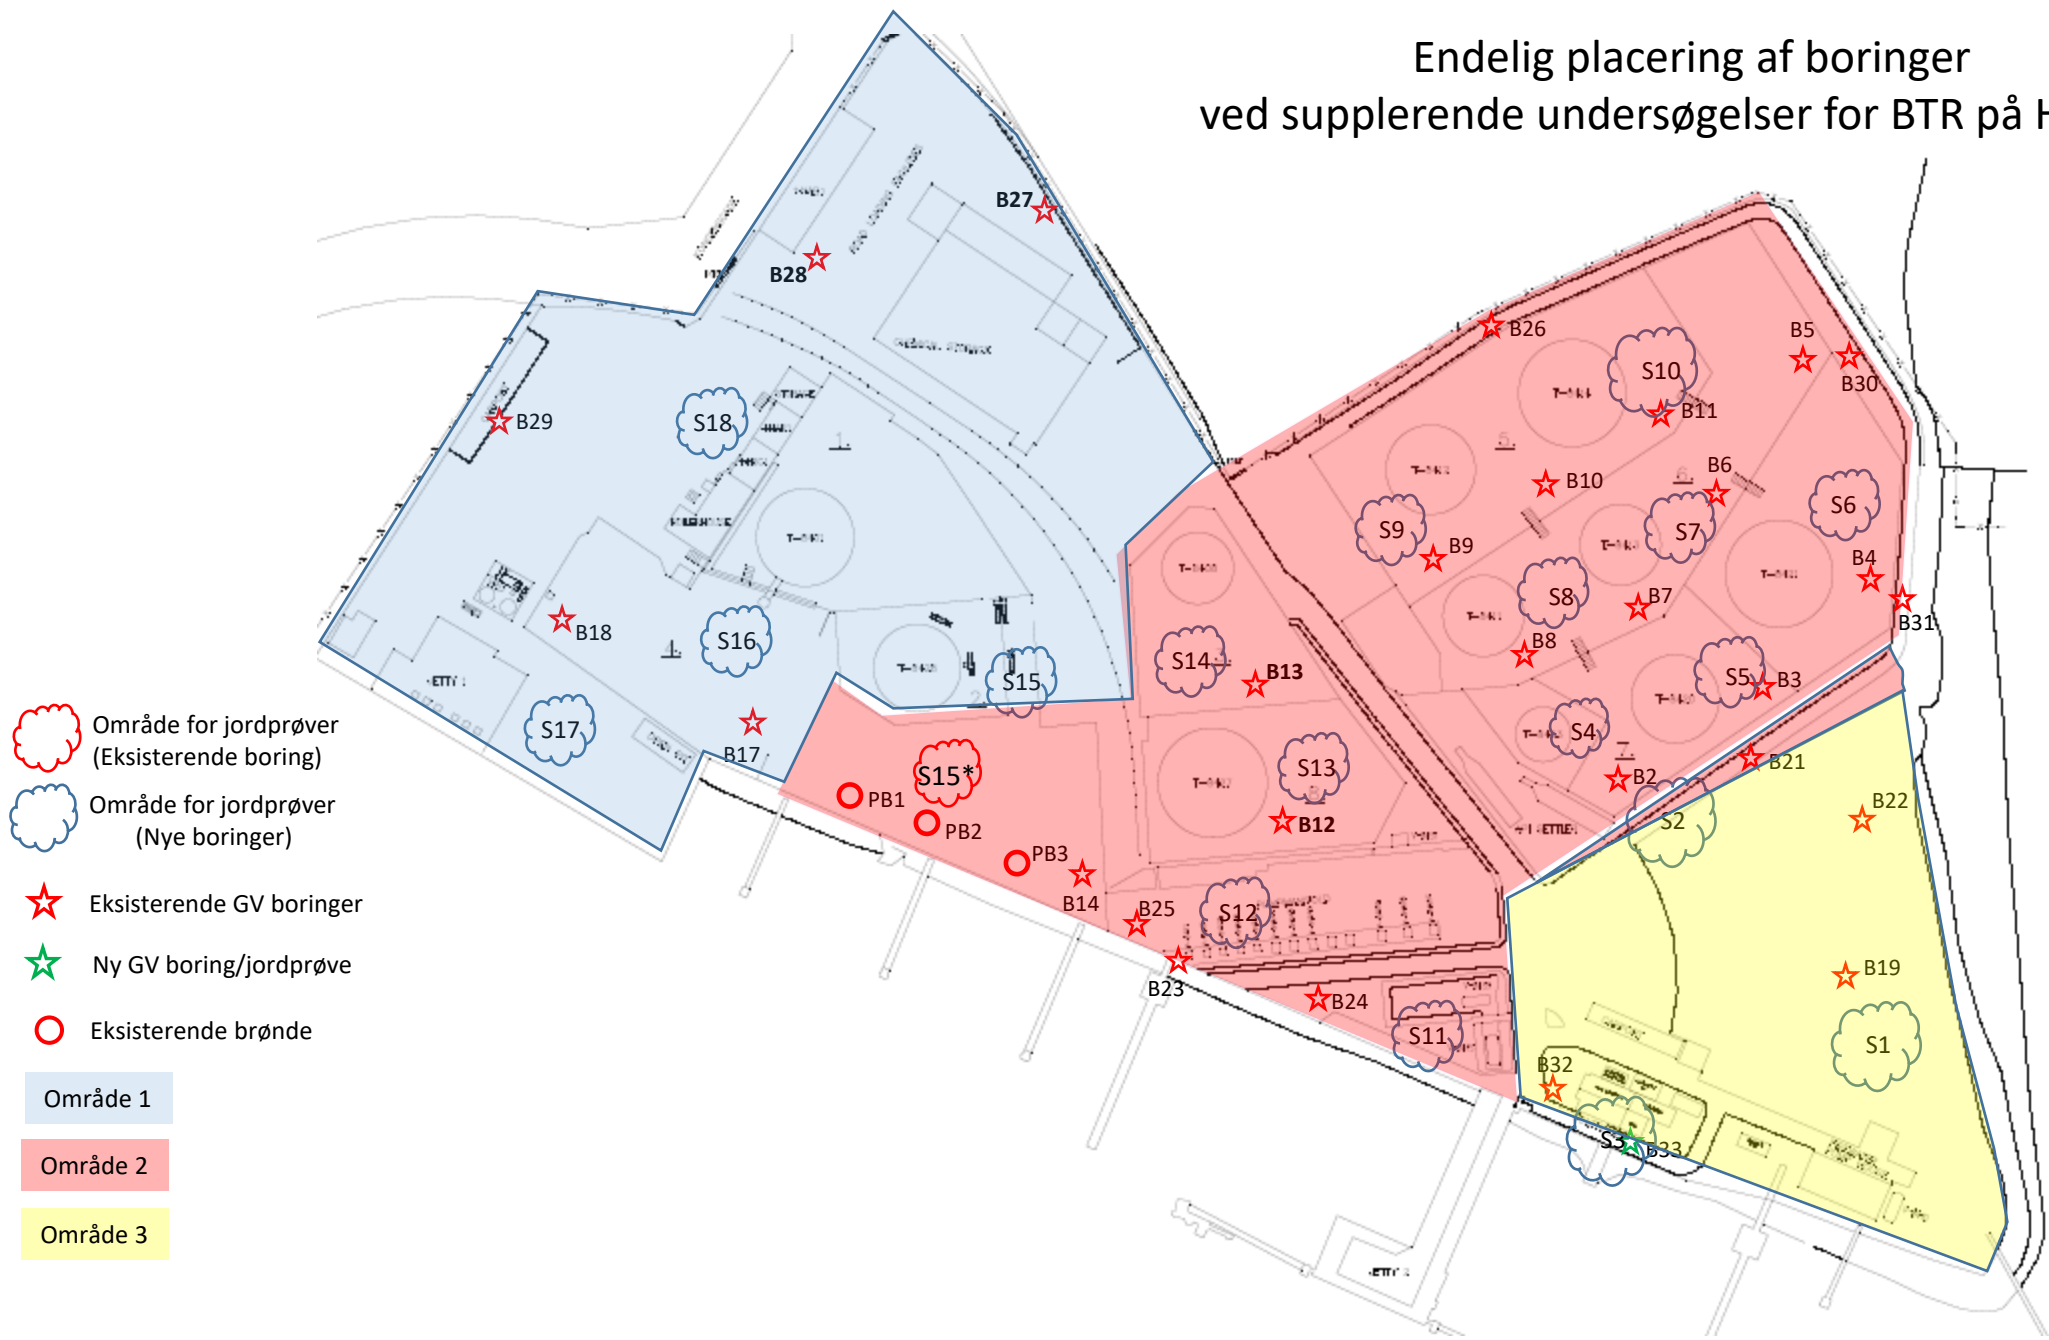 Endelig placering af boringer
ved supplerende undersøgelser for BTR på H
B27
B28
B26
B5
B30
S10
B11
B29
S18
B10
B6
S6
S9
S7
B9
B4
S8
B7
B31
B18
S16
S14
B8
B13
S15
S5
B3
S17
S4
B17
B2
B21
S15*
S13
PB1
PB2
B12
S2
B22
PB3
B14
B25
S12
B19
B23
B24
S11
S1
B32
S3
B33
Område for jordprøver
(Eksisterende boring)
Område for jordprøver
(Nye boringer)
Eksisterende GV boringer
Ny GV boring/jordprøve
Eksisterende brønde
Område 1
Område 2
Område 3